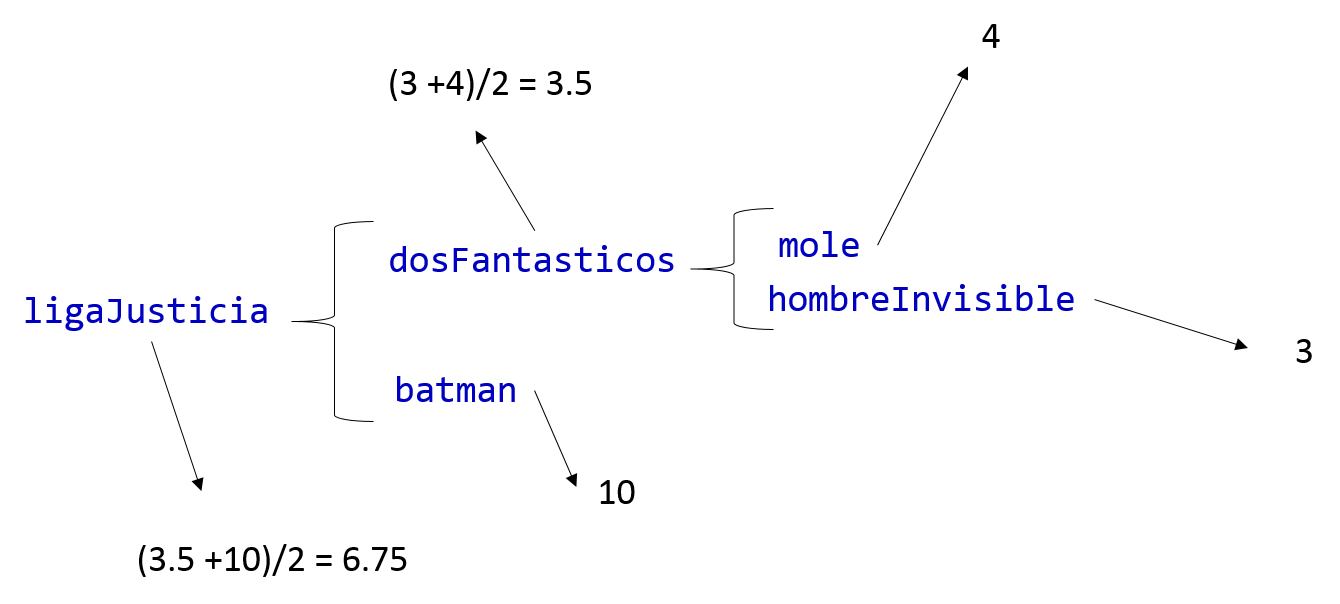 4
(3 +4)/2 = 3.5
mole
dosFantasticos
hombreInvisible
ligaJusticia
3
batman
10
(3.5 +10)/2 = 6.75